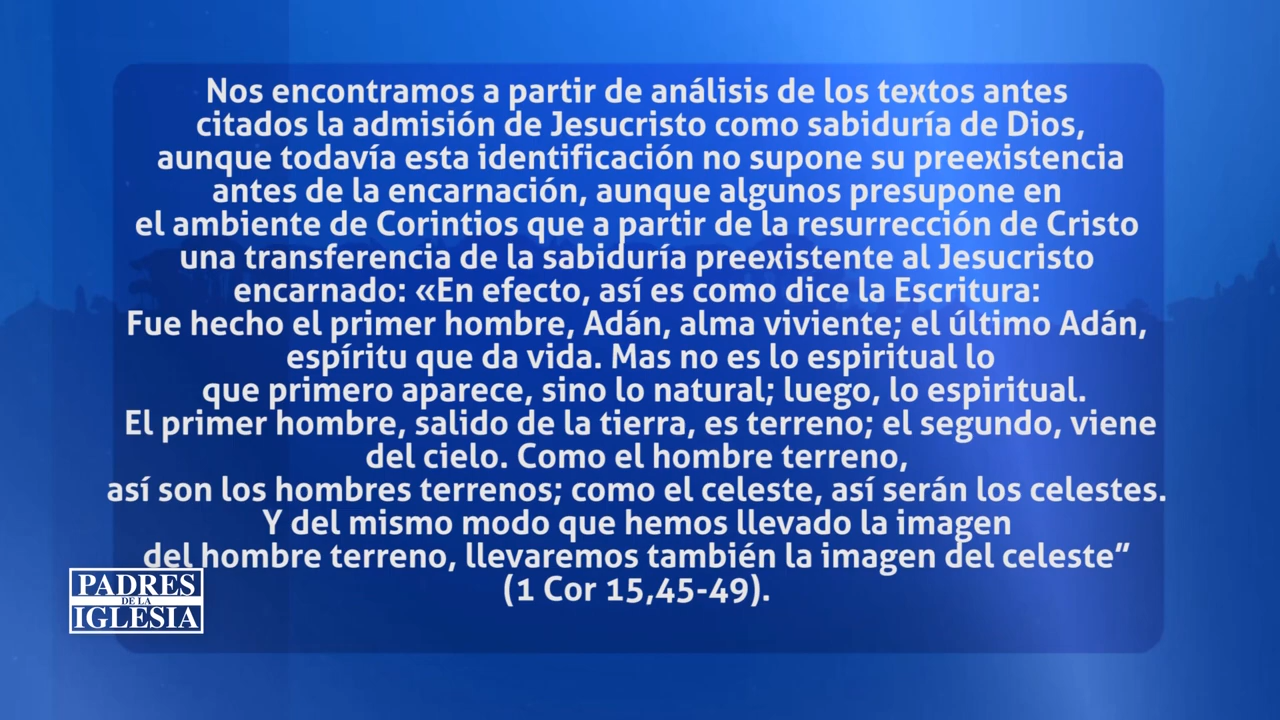 Nos encontramos a partir de análisis de los textos antes
citados la admisión de Jesucristo como sabiduría de Dios,
aunque todavía esta identificación no supone su preexistencia
antes de la encarnación, aunque algunos presupone en
el ambiente de Corintios que a partir de la resurrección de Cristo
una transferencia de la sabiduría preexistente al Jesucristo
encarnado: «En efecto, así es como dice la Escritura:
Fue hecho el primer hombre, Adán, alma viviente; el último Adán,
espíritu que da vida. Mas no es lo espiritual lo
que primero aparece, sino lo natural; luego, lo espiritual.
El primer hombre, salido de la tierra, es terreno; el segundo, viene
del cielo. Como el hombre terreno,
así son los hombres terrenos; como el celeste, así serán los celestes.
Y del mismo modo que hemos llevado la imagen
del hombre terreno, llevaremos también la imagen del celeste”
(1 Cor 15,45-49).
PADRES
DE LA
IGLESIA